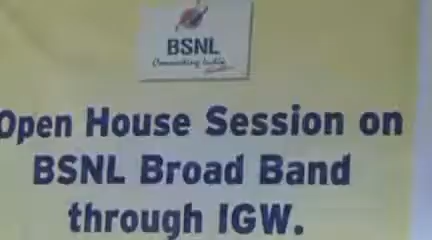 BSNL
Connecting India
Open House Session on
BSNL Broad Band
through IGW.